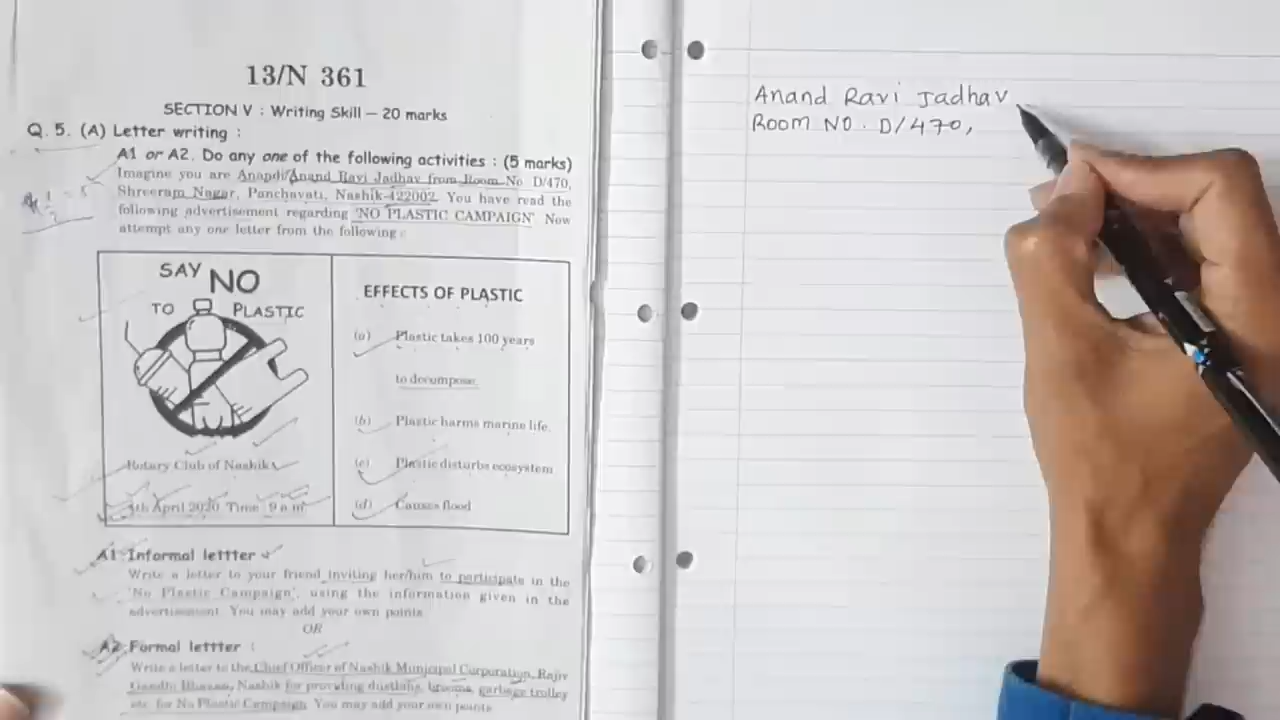 13/N 361
SECTION V : Writing Skill – 20 marks
Q. 5. (A) Letter writing :
A1 or A2. Do any one of the following activities : (5 marks)
Imagine you are Anandi/Anand Ravi Jadhav from Room No D/470,
Shreeram Nagar, Panchavati, Nashik-422002. You have read the
following advertisement regarding 'NO PLASTIC CAMPAIGN' Now
attempt any one letter from the following :
SAY NO
TO PLASTIC
Rotary Club of Nashik
5th April 2020 Time 9 a.m
EFFECTS OF PLASTIC
(a) Plastic takes 100 years
to decompose.
(b) Plastic harms marine life.
(c) Plastic disturbs ecosystem
(d) Causes flood
A1 Informal lettter
Write a letter to your friend inviting her/him to participate in the
'No Plastic Campaign', using the information given in the
advertisement. You may add your own points
OR
A2 Formal lettter :
Write a letter to the Chief Officer of Nashik Municipal Corporation, Rajiv
Gandhi Bhavan, Nashik for providing dustbins, brooms, garbage trolley
etc. for No Plastic Campaign You may add your own points
Anand Ravi Jadhav
Room No. D/470,